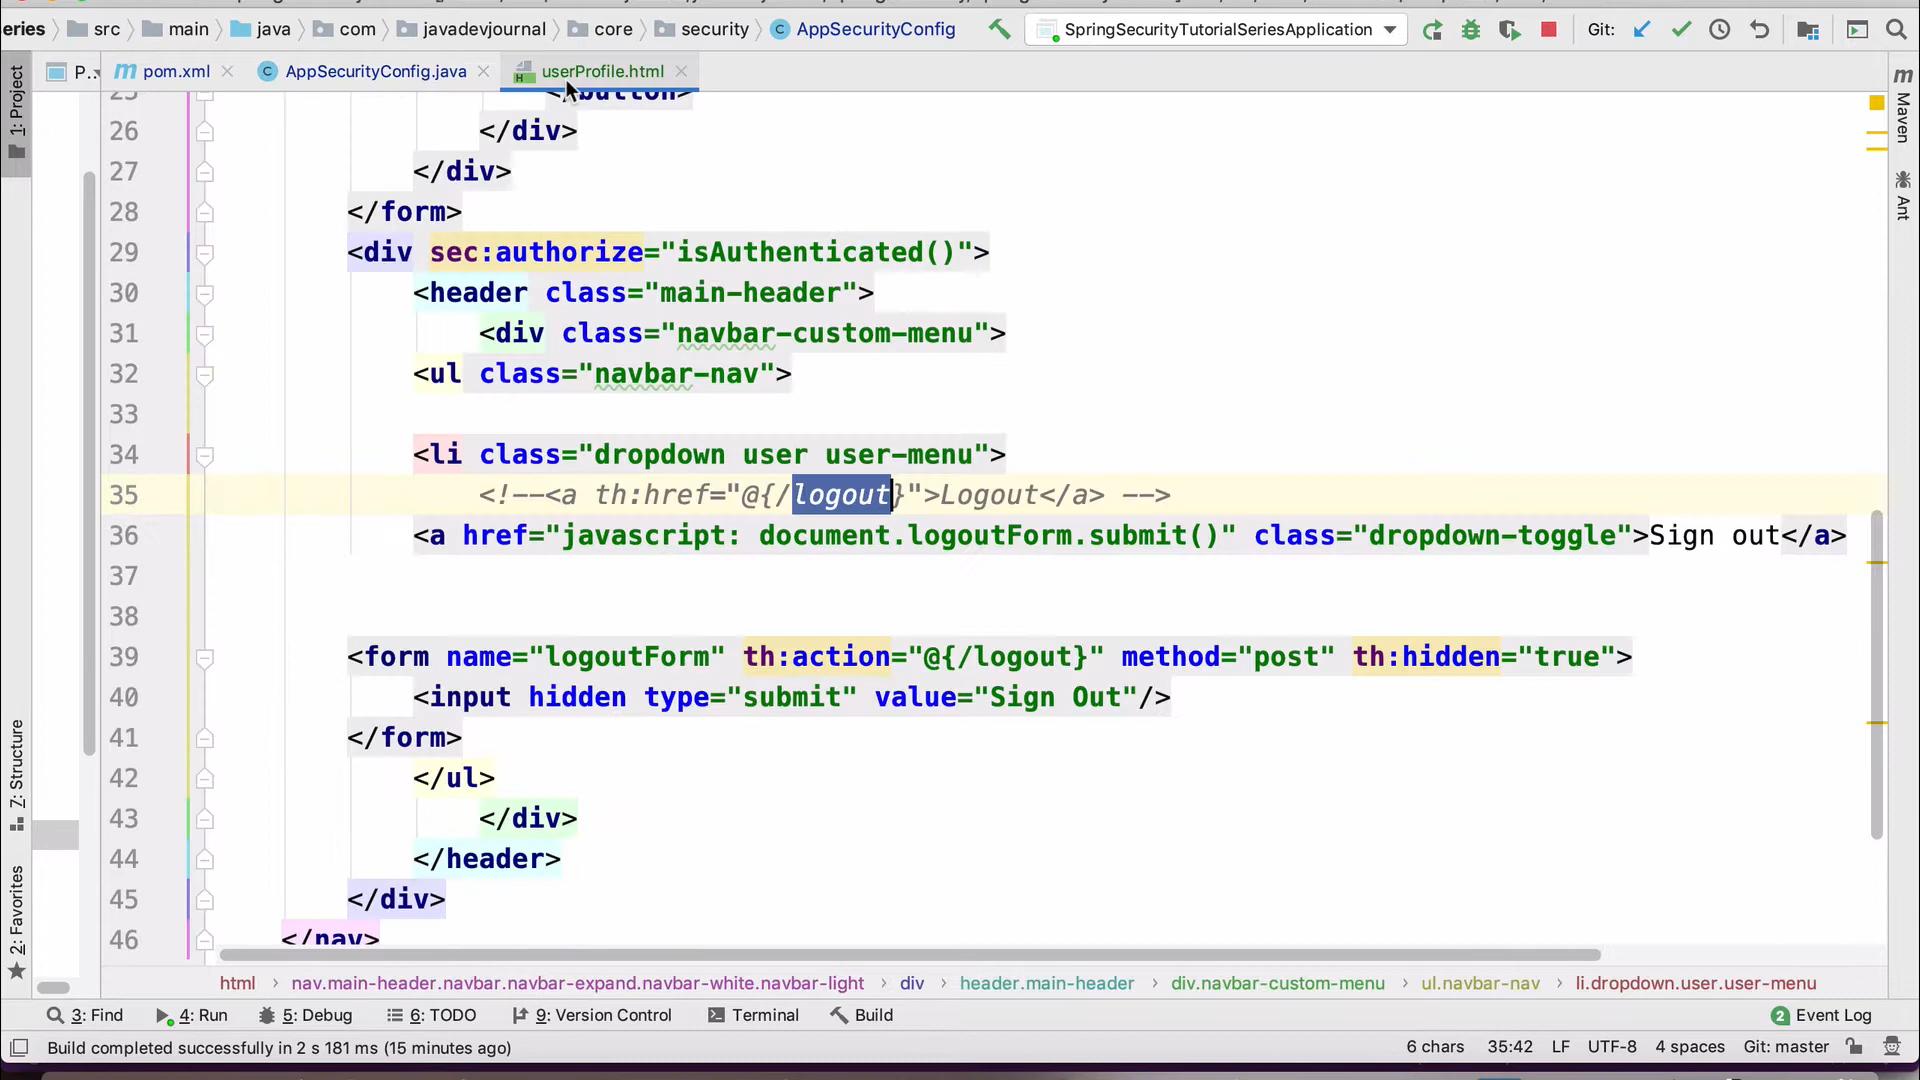 eries src main java com javadevjournal core security AppSecurityConfig SpringSecurityTutorialSeriesApplication Git:
P.. pom.xml AppSecurityConfig.java userProfile.html
25 </button>
26 </div>
27 </div>
28 </form>
29 <div sec:authorize="isAuthenticated()">
30 <header class="main-header">
31 <div class="navbar-custom-menu">
32 <ul class="navbar-nav">
33
34 <li class="dropdown user user-menu">
35 <!--<a th:href="@{/logout}">Logout</a> -->
36 <a href="javascript: document.logoutForm.submit()" class="dropdown-toggle">Sign out</a>
37
38
39 <form name="logoutForm" th:action="@{/logout}" method="post" th:hidden="true">
40 <input hidden type="submit" value="Sign Out"/>
41 </form>
42 </ul>
43 </div>
44 </header>
45 </div>
46 </nav>
html nav.main-header.navbar.navbar-expand.navbar-white.navbar-light div header.main-header div.navbar-custom-menu ul.navbar-nav li.dropdown.user.user-menu
3: Find 4: Run 5: Debug 6: TODO 9: Version Control Terminal Build 2 Event Log
Build completed successfully in 2 s 181 ms (15 minutes ago) 6 chars 35:42 LF UTF-8 4 spaces Git: master
1: Project
7: Structure
2: Favorites
m Maven
Ant